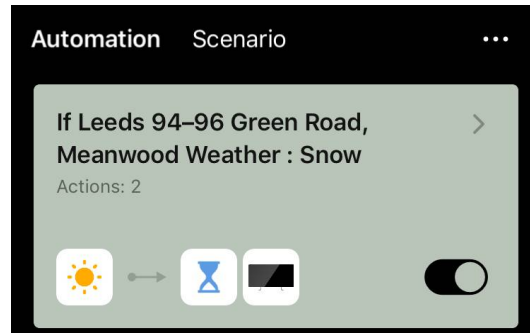 Automation Scenario
If Leeds 94–96 Green Road,
Meanwood Weather : Snow
Actions: 2